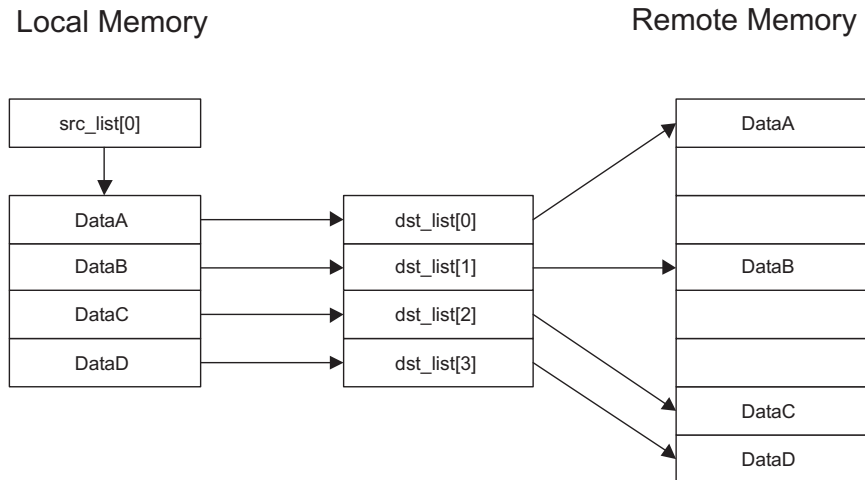 Local Memory
Remote Memory
src_list[0]
DataA
DataA
dst_list[0]
DataB
dst_list[1]
DataB
DataC
dst_list[2]
DataD
dst_list[3]
DataC
DataD